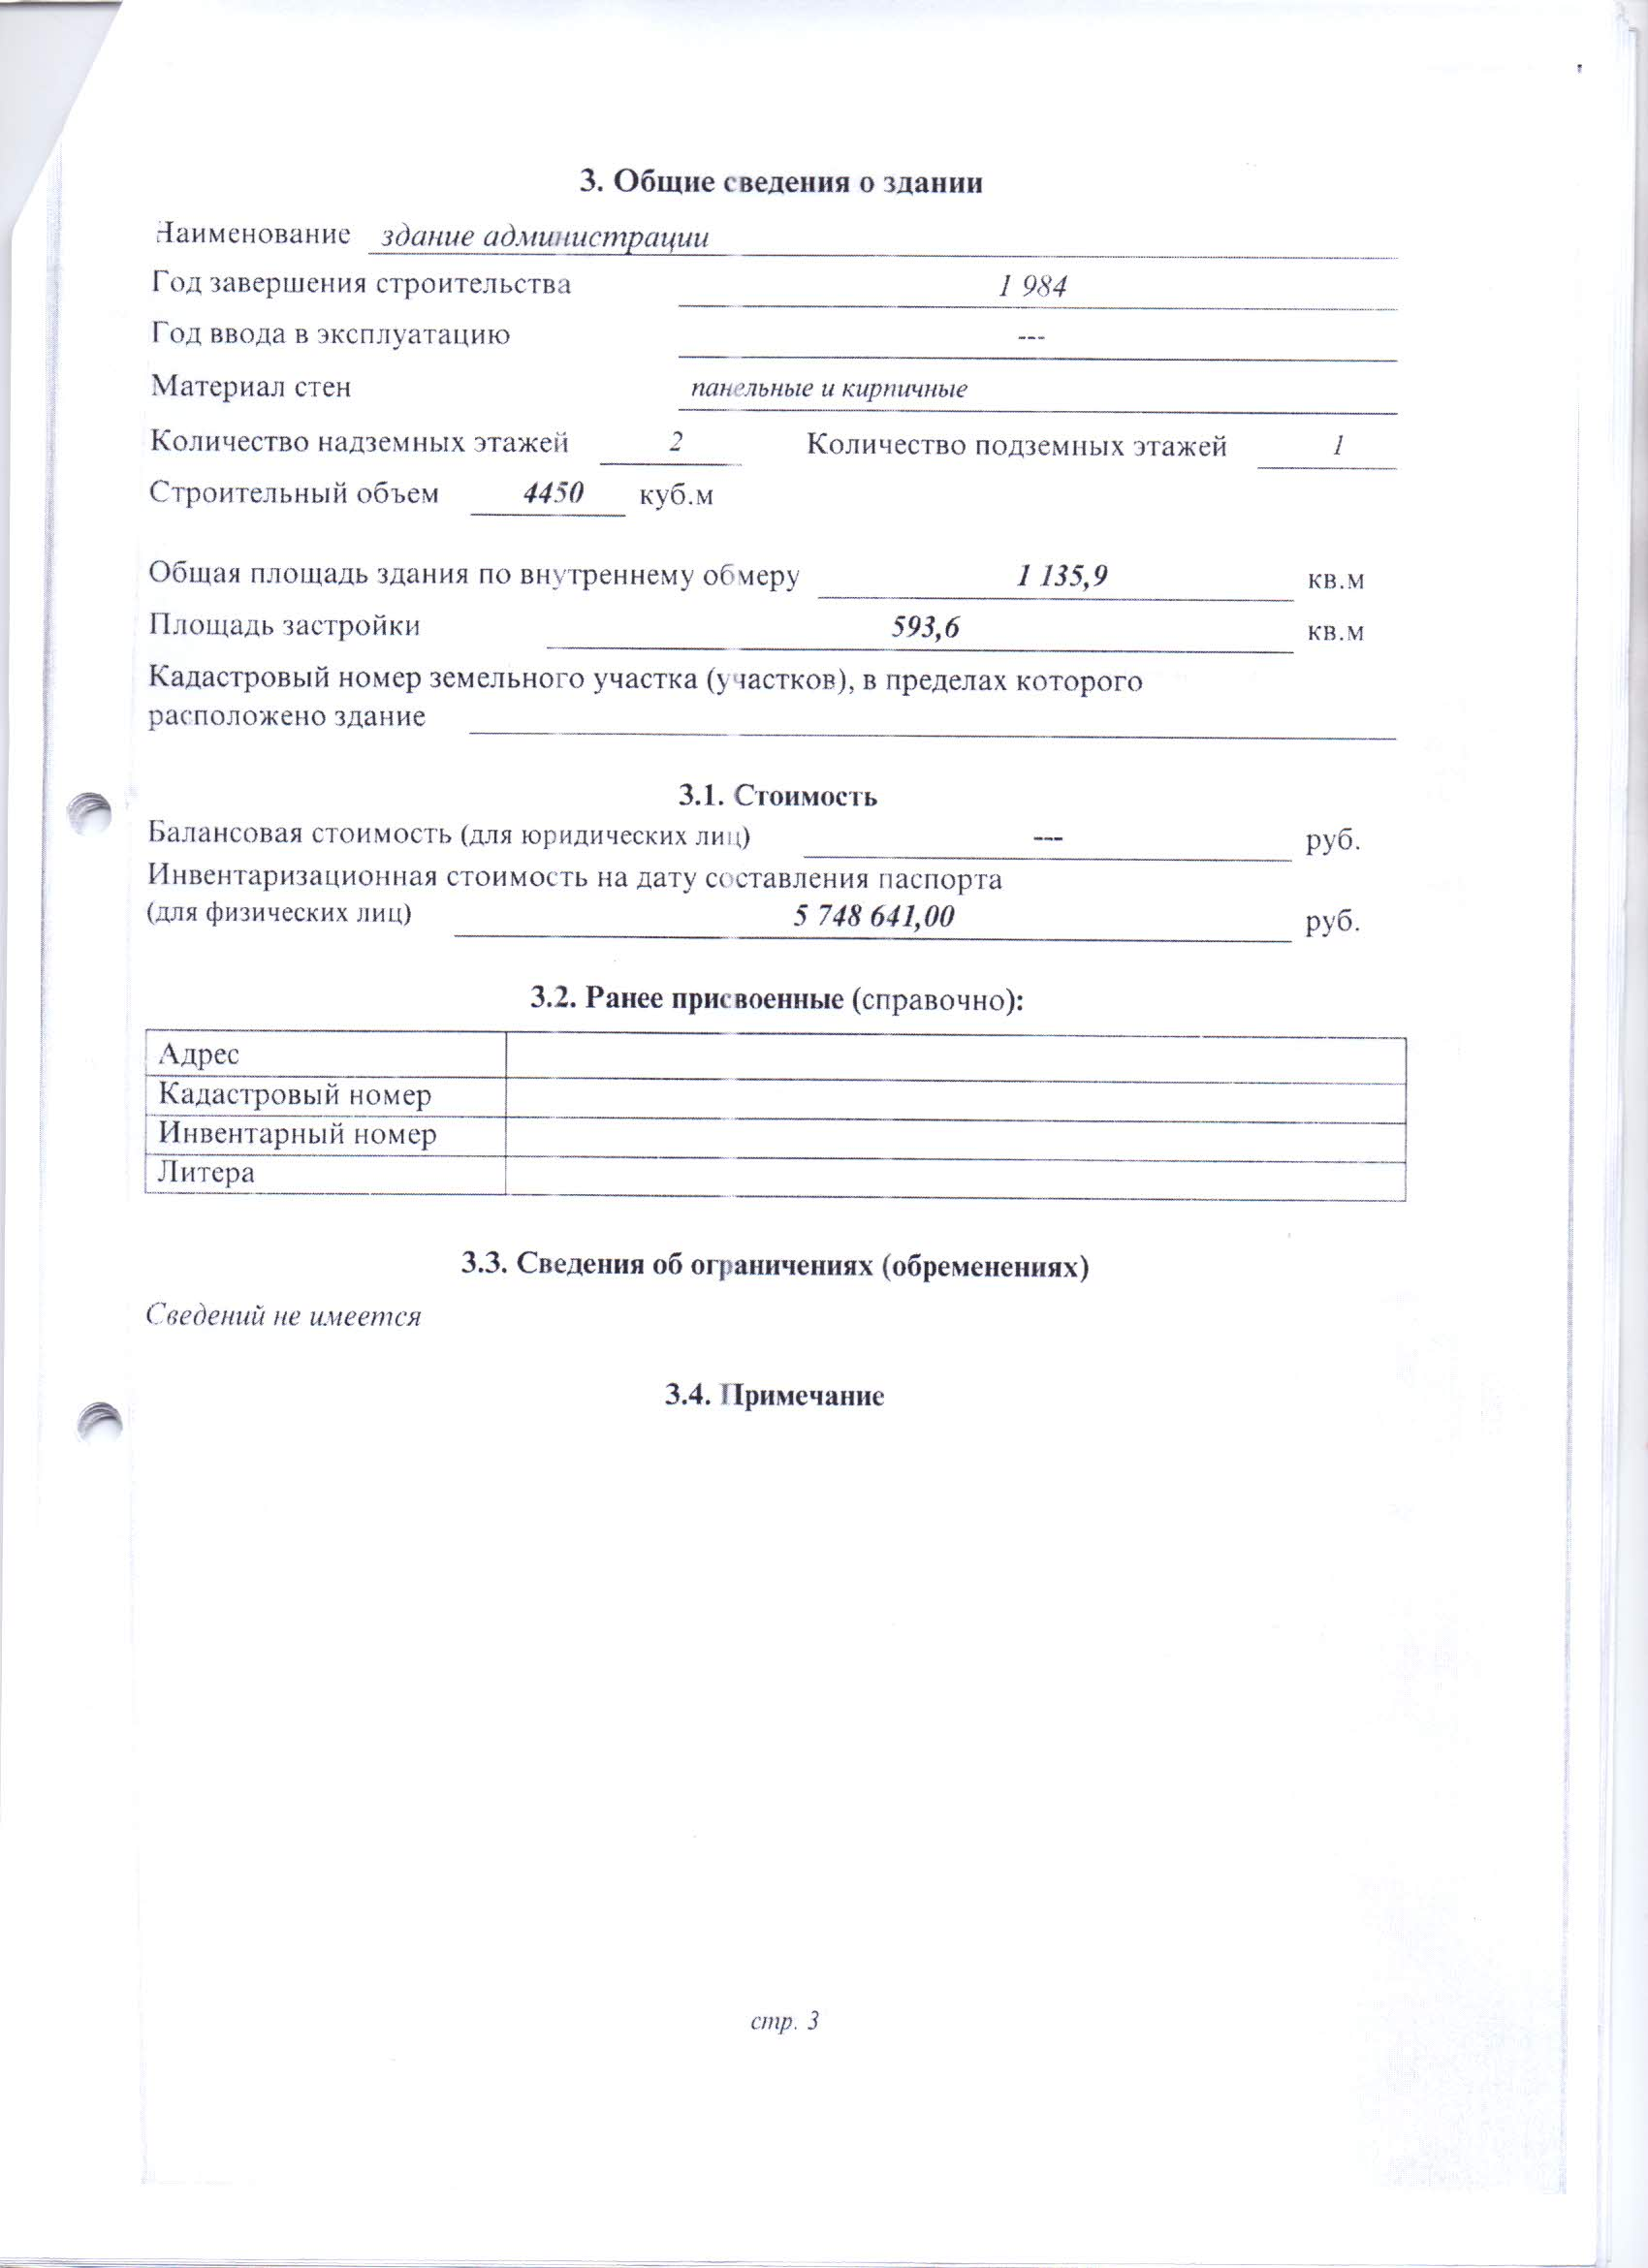 3. Общие сведения о здании
Наименование здание администрации
Год завершения строительства 1 984
Год ввода в эксплуатацию ---
Материал стен панельные и кирпичные
Количество надземных этажей 2 Количество подземных этажей 1
Строительный объем 4450 куб.м
Общая площадь здания по внутреннему обмеру 1 135,9 кв.м
Площадь застройки 593,6 кв.м
Кадастровый номер земельного участка (участков), в пределах которого
расположено здание
3.1. Стоимость
Балансовая стоимость (для юридических лиц) --- руб.
Инвентаризационная стоимость на дату составления паспорта
(для физических лиц) 5 748 641,00 руб.
3.2. Ранее присвоенные (справочно):
Адрес
Кадастровый номер
Инвентарный номер
Литера
3.3. Сведения об ограничениях (обременениях)
Сведений не имеется
3.4. Примечание
стр. 3